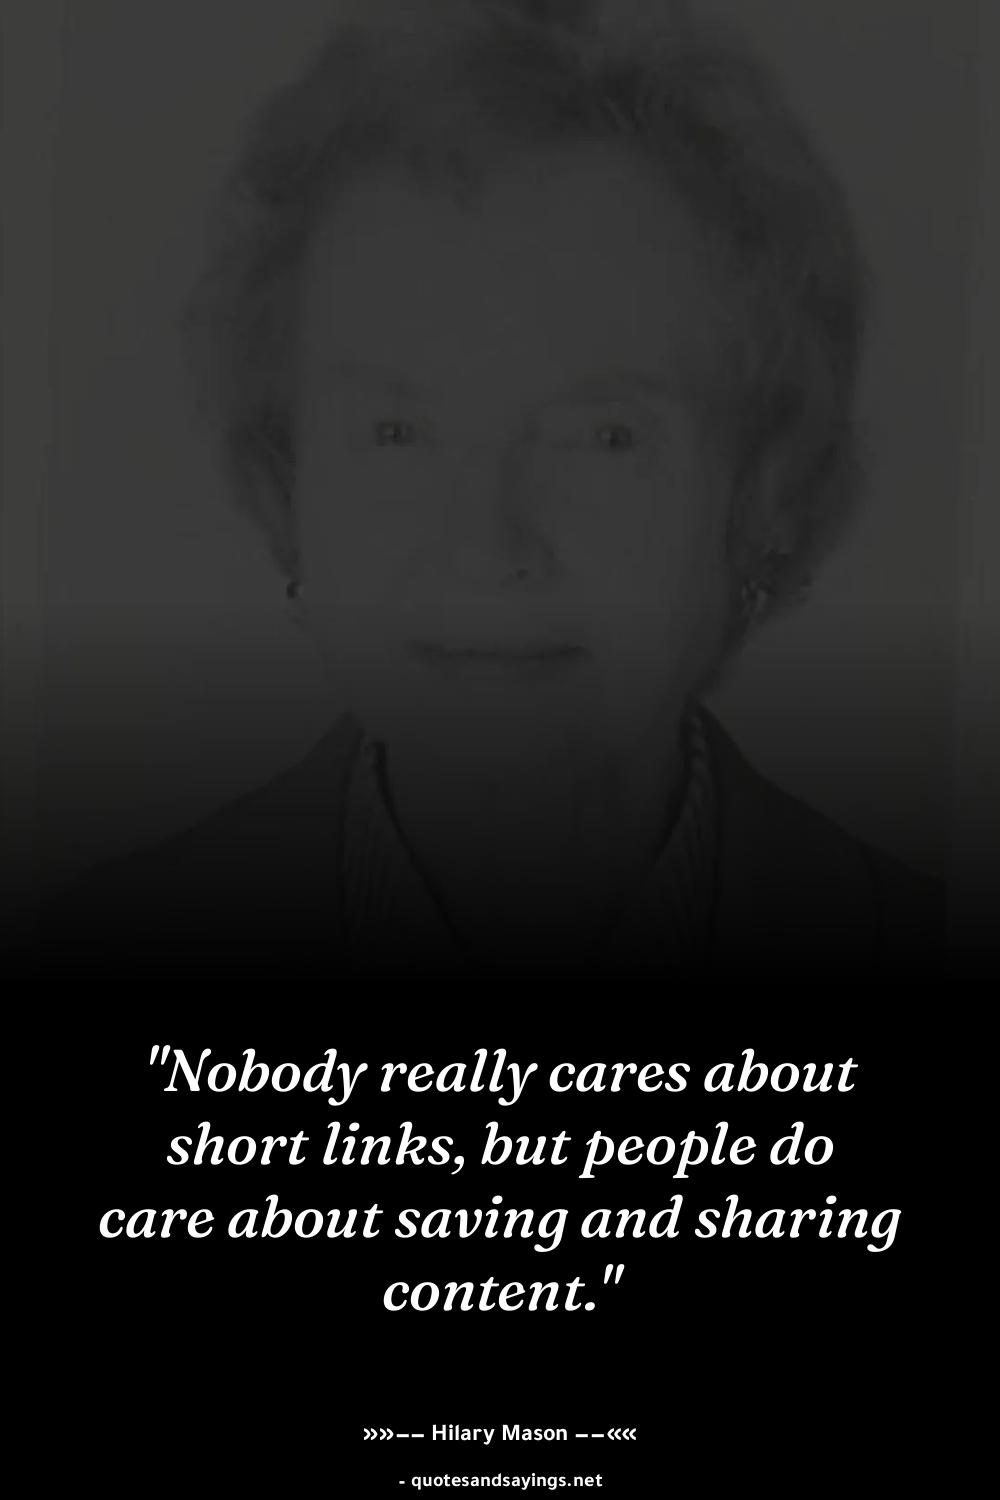 "Nobody really cares about
short links, but people do
care about saving and sharing
content."
»»—— Hilary Mason ——««
- quotesandsayings.net